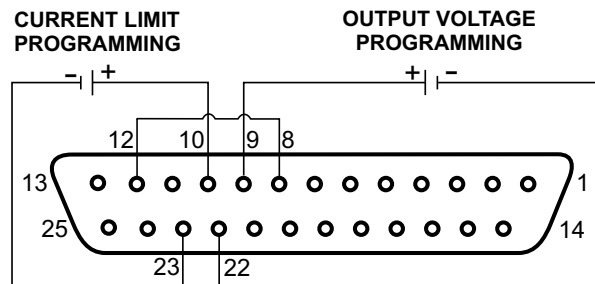 CURRENT LIMIT
PROGRAMMING
OUTPUT VOLTAGE
PROGRAMMING
- +
+ -
12 10 9 8
13 1
25 14
23 22